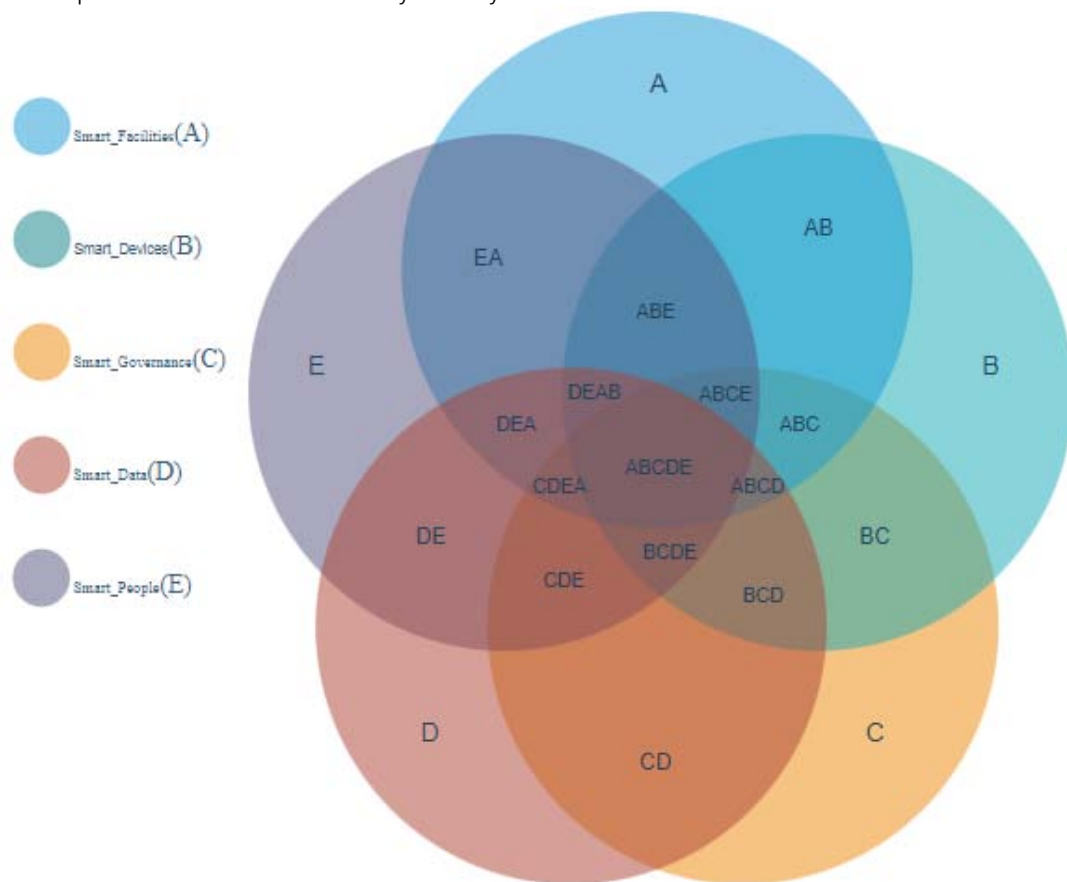 Smart_Facilities(A)
Smart_Devices(B)
Smart_Governance(C)
Smart_Data(D)
Smart_People(E)
A
AB
EA
ABE
E
B
DEAB
ABCE
DEA
ABC
ABCDE
CDEA
ABCD
DE
BC
BCDE
CDE
BCD
D
C
CD